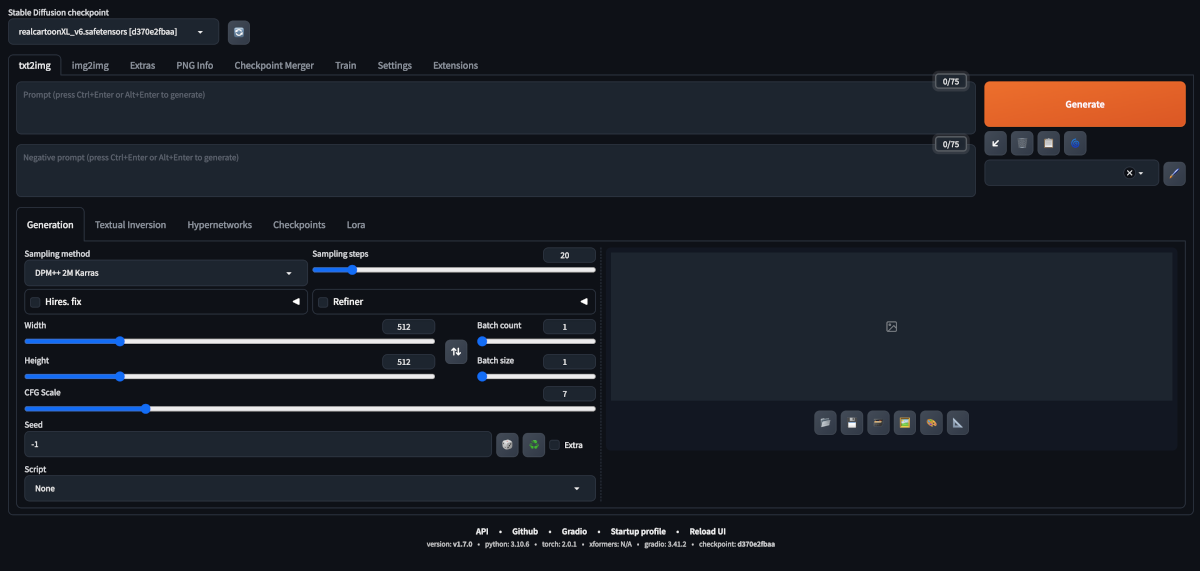 Stable Diffusion checkpoint
realcartoonXL_v6.safetensors [d370e2fbaa]
txt2img img2img Extras PNG Info Checkpoint Merger Train Settings Extensions
Prompt (press Ctrl+Enter or Alt+Enter to generate)
0/75
Generate
Negative prompt (press Ctrl+Enter or Alt+Enter to generate)
0/75
Generation Textual Inversion Hypernetworks Checkpoints Lora
Sampling method
DPM++ 2M Karras
Sampling steps
20
Hires. fix
Refiner
Width
512
Batch count
1
Height
512
Batch size
1
CFG Scale
7
Seed
-1
Extra
Script
None
API • Github • Gradio • Startup profile • Reload UI
version: v1.7.0 • python: 3.10.6 • torch: 2.0.1 • xformers: N/A • gradio: 3.41.2 • checkpoint: d370e2fbaa